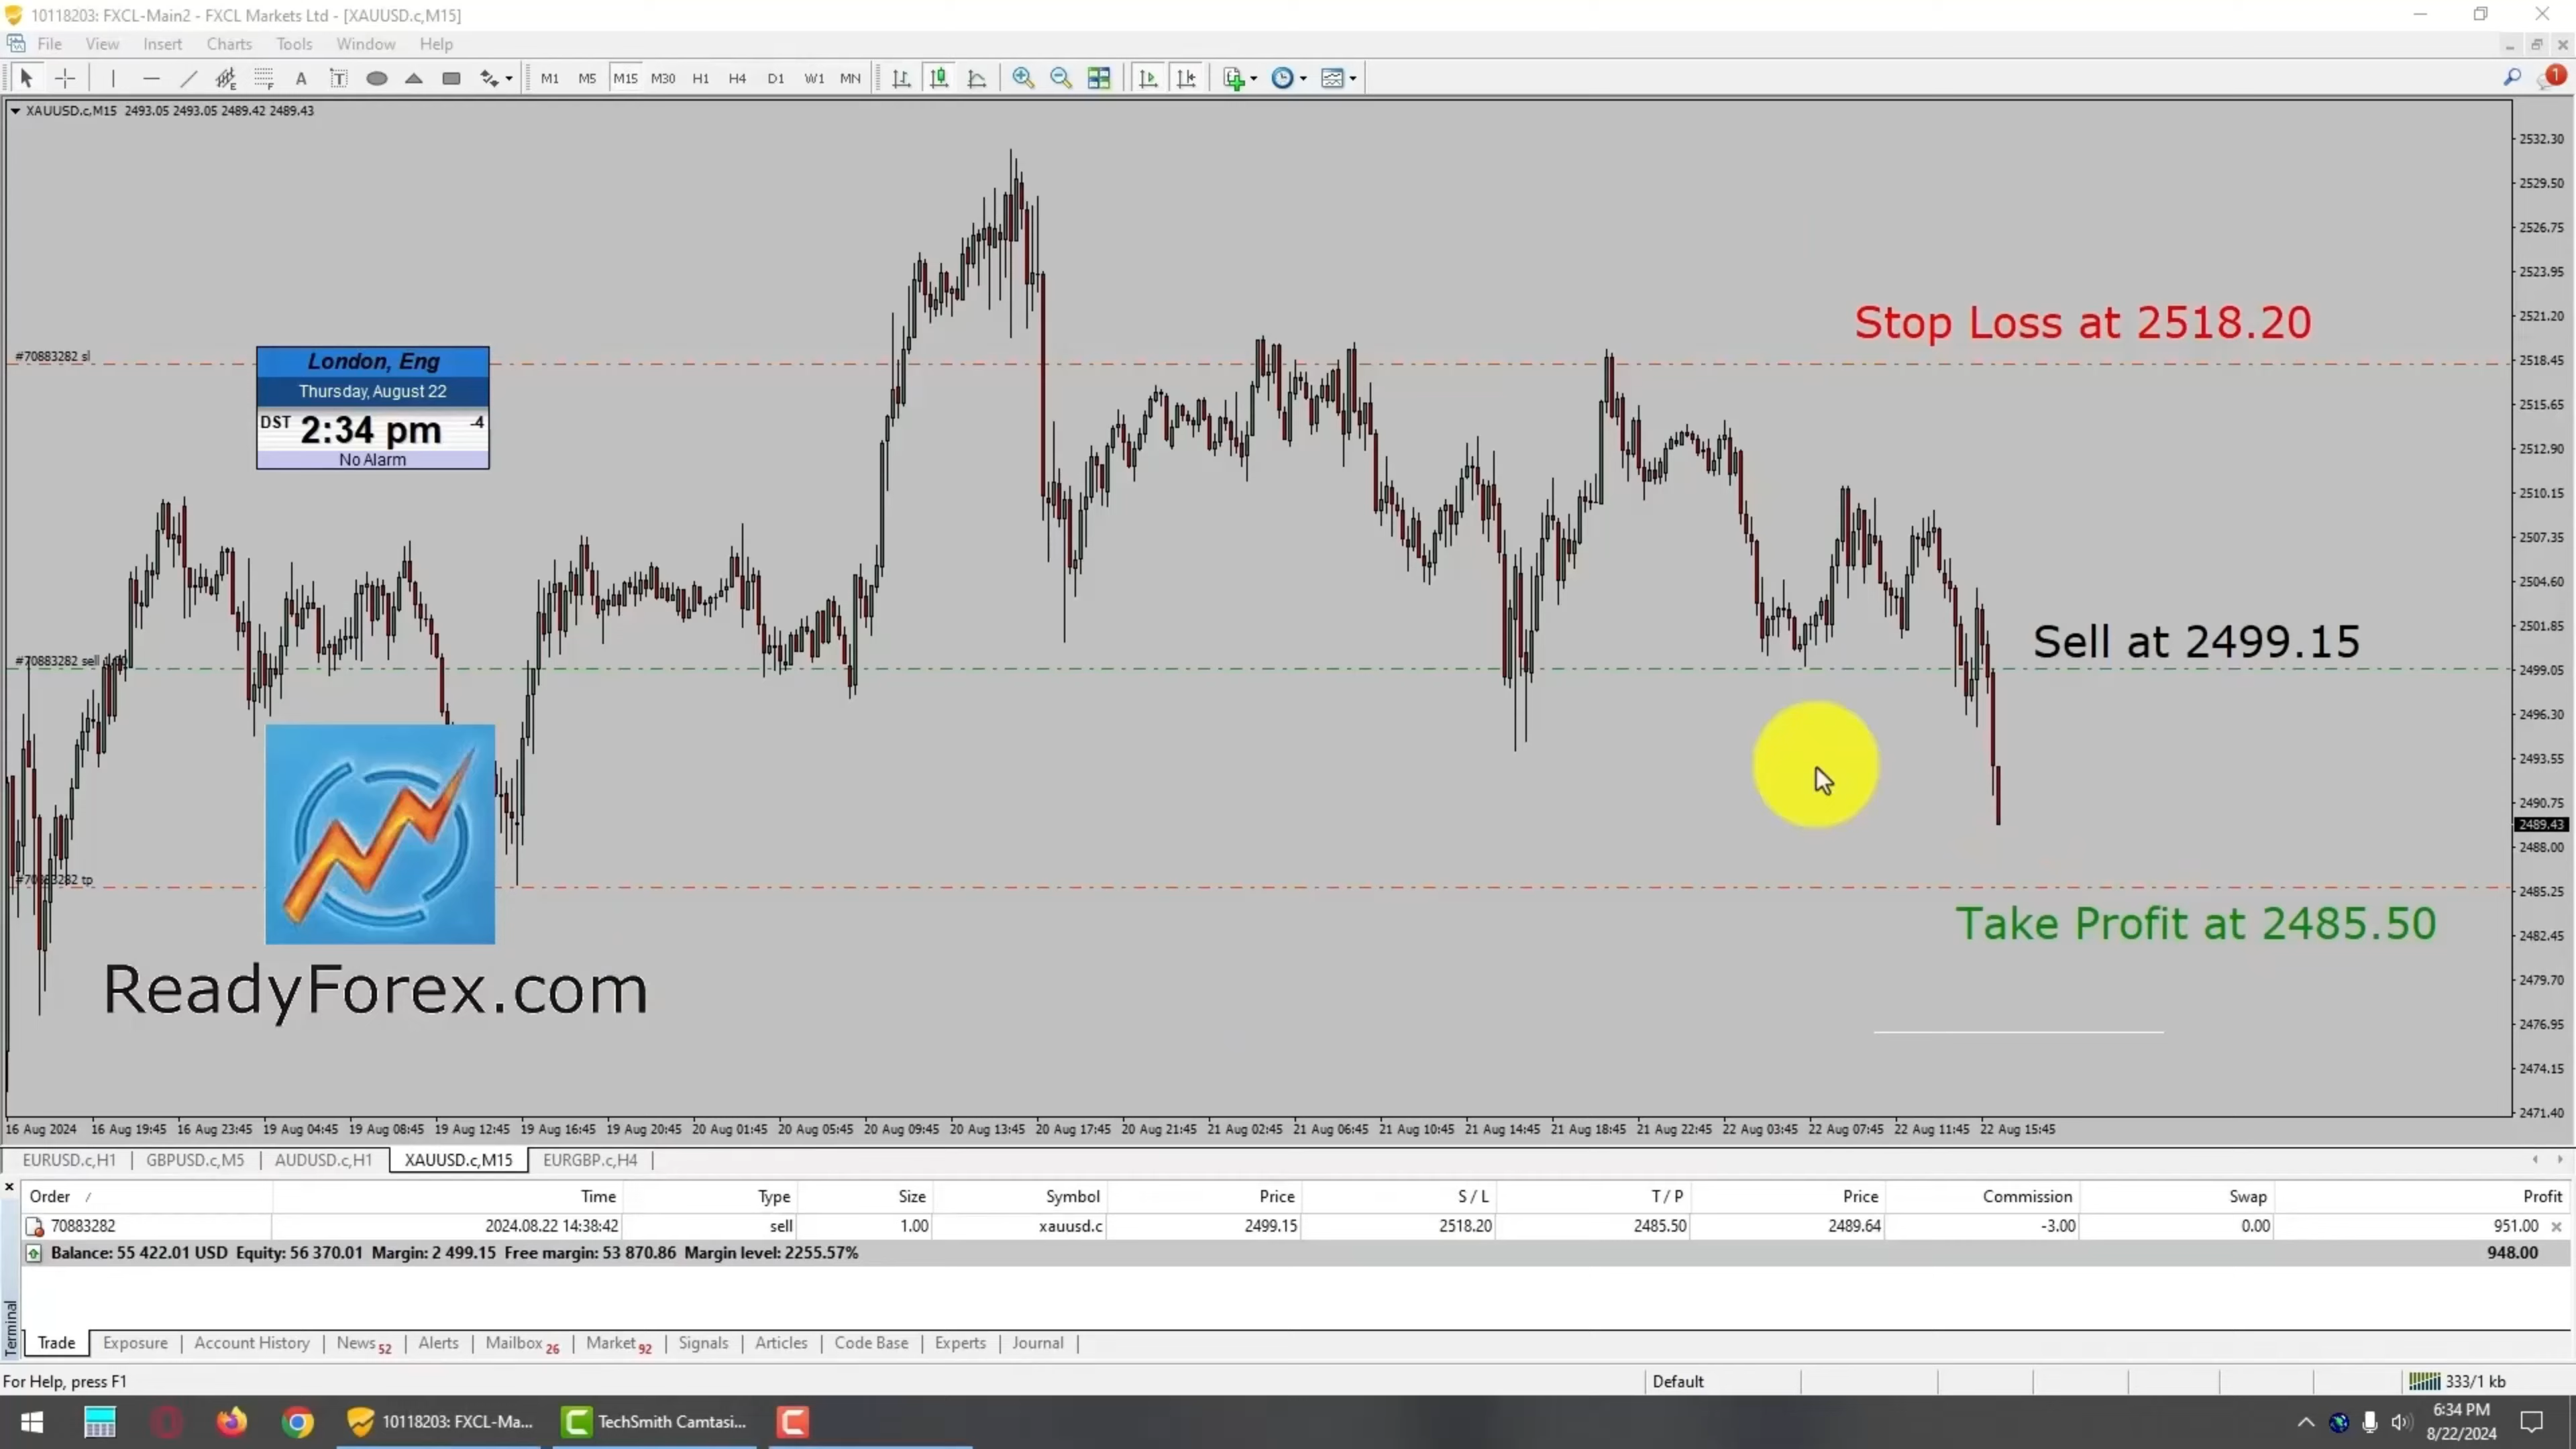 10118203: FXCL-Main2 - FXCL Markets Ltd - [XAUUSD.c,M15]
File View Insert Charts Tools Window Help
A T M1 M5 M15 M30 H1 H4 D1 W1 MN 1
XAUUSD.c,M15 2493.05 2493.05 2489.42 2489.43
2532.30
2529.50
2526.75
2523.95
2521.20
Stop Loss at 2518.20
#70883282 sl
2518.45
London, Eng
Thursday, August 22
DST 2:34 pm -4
No Alarm
2515.65
2512.90
2510.15
2507.35
2504.60
2501.85
Sell at 2499.15
#70883282 sell 1.00
2499.05
2496.30
2493.55
2490.75
2489.43
2488.00
#70883282 tp
2485.25
Take Profit at 2485.50
2482.45
2479.70
ReadyForex.com
2476.95
2474.15
2471.40
16 Aug 2024 16 Aug 19:45 16 Aug 23:45 19 Aug 04:45 19 Aug 08:45 19 Aug 12:45 19 Aug 16:45 19 Aug 20:45 20 Aug 01:45 20 Aug 05:45 20 Aug 09:45 20 Aug 13:45 20 Aug 17:45 20 Aug 21:45 21 Aug 02:45 21 Aug 06:45 21 Aug 10:45 21 Aug 14:45 21 Aug 18:45 21 Aug 22:45 22 Aug 03:45 22 Aug 07:45 22 Aug 11:45 22 Aug 15:45
EURUSD.c,H1 GBPUSD.c,M5 AUDUSD.c,H1 XAUUSD.c,M15 EURGBP.c,H4
Order / Time Type Size Symbol Price S / L T / P Price Commission Swap Profit
70883282 2024.08.22 14:38:42 sell 1.00 xauusd.c 2499.15 2518.20 2485.50 2489.64 -3.00 0.00 951.00
Balance: 55 422.01 USD Equity: 56 370.01 Margin: 2 499.15 Free margin: 53 870.86 Margin level: 2255.57% 948.00
Terminal
Trade Exposure Account History News 52 Alerts Mailbox 26 Market 92 Signals Articles Code Base Experts Journal
For Help, press F1 Default 333/1 kb
10118203: FXCL-Ma... TechSmith Camtasi... 6:34 PM
8/22/2024